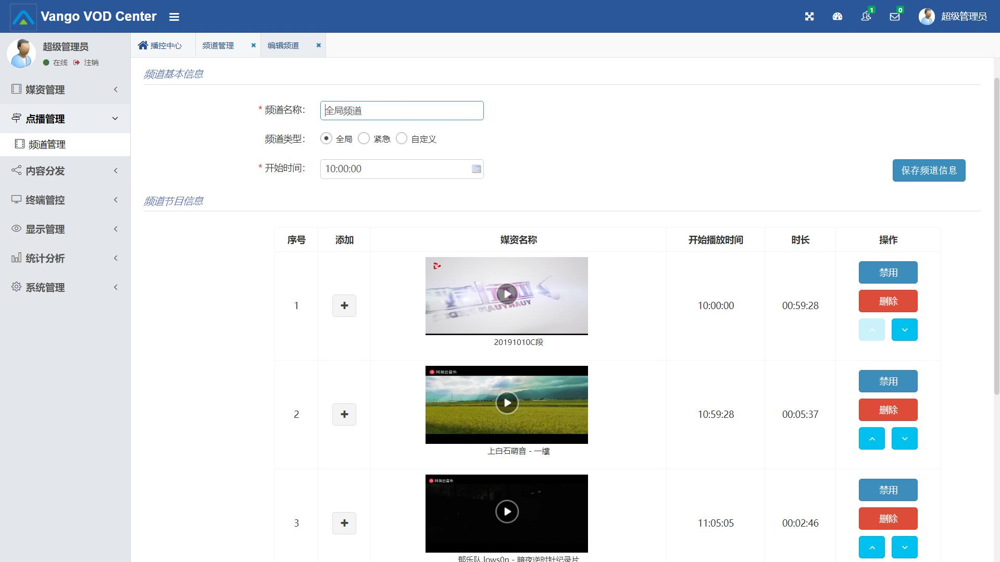 Vango VOD Center
1
0
超级管理员
超级管理员
在线 注销
播控中心
频道管理
编辑频道
媒资管理
点播管理
频道管理
内容分发
终端管控
显示管理
统计分析
系统管理
频道基本信息
* 频道名称: 全局频道
频道类型: 全局 紧急 自定义
* 开始时间: 10:00:00
保存频道信息
频道节目信息
序号 添加 媒资名称 开始播放时间 时长 操作
1 20191010C段 10:00:00 00:59:28 禁用 删除
YUANYUAN
2 网易云音乐 上白石萌音 - 一缕 10:59:28 00:05:37 禁用 删除
3 网易云音乐 郁乐队,lows0n - 暗夜逆时针纪录片 11:05:05 00:02:46 禁用 删除